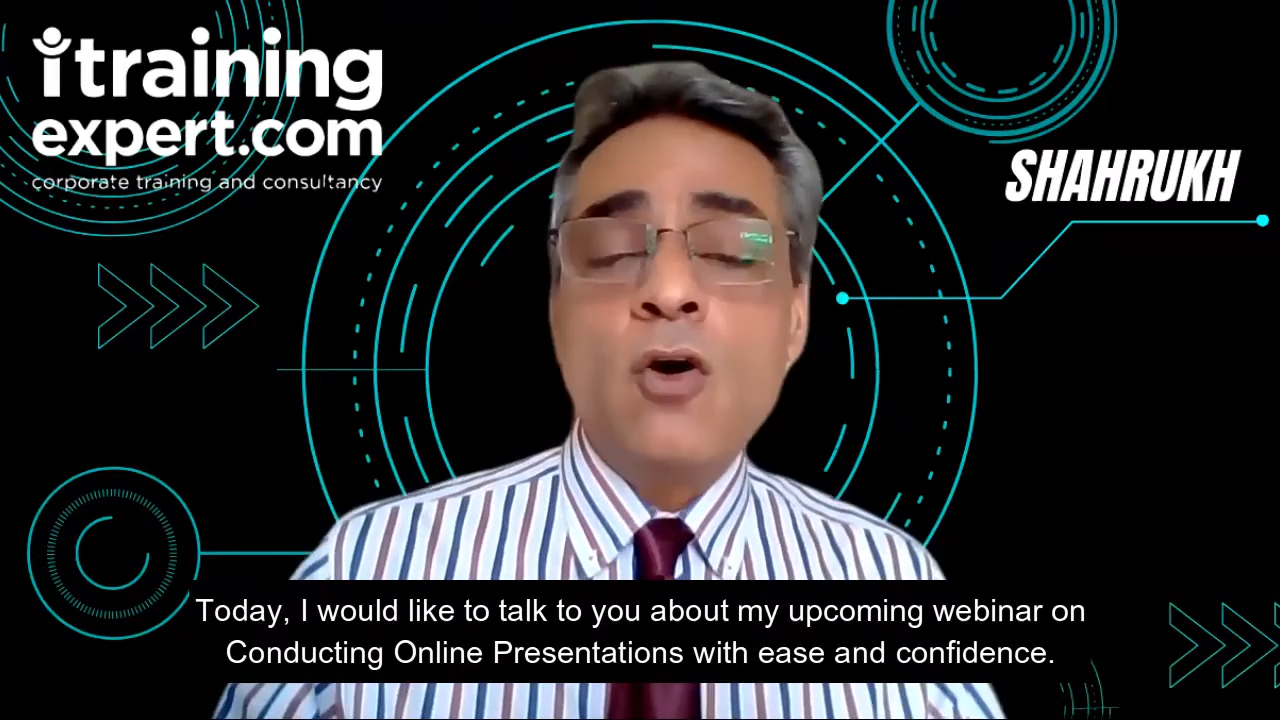 itraining
expert.com
corporate training and consultancy
SHAHRUKH
Today, I would like to talk to you about my upcoming webinar on
Conducting Online Presentations with ease and confidence.